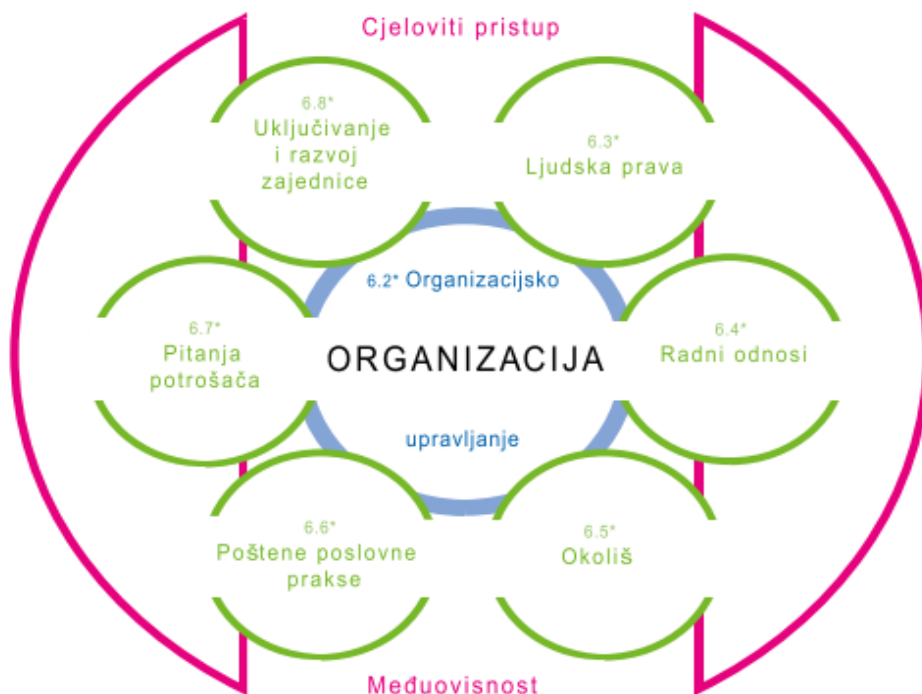 Cjeloviti pristup
6.8*
Uključivanje
i razvoj
zajednice
6.3*
Ljudska prava
6.2* Organizacijsko
6.7*
Pitanja
potrošača
ORGANIZACIJA
6.4*
Radni odnosi
upravljanje
6.6*
Poštene poslovne
prakse
6.5*
Okoliš
Međuovisnost